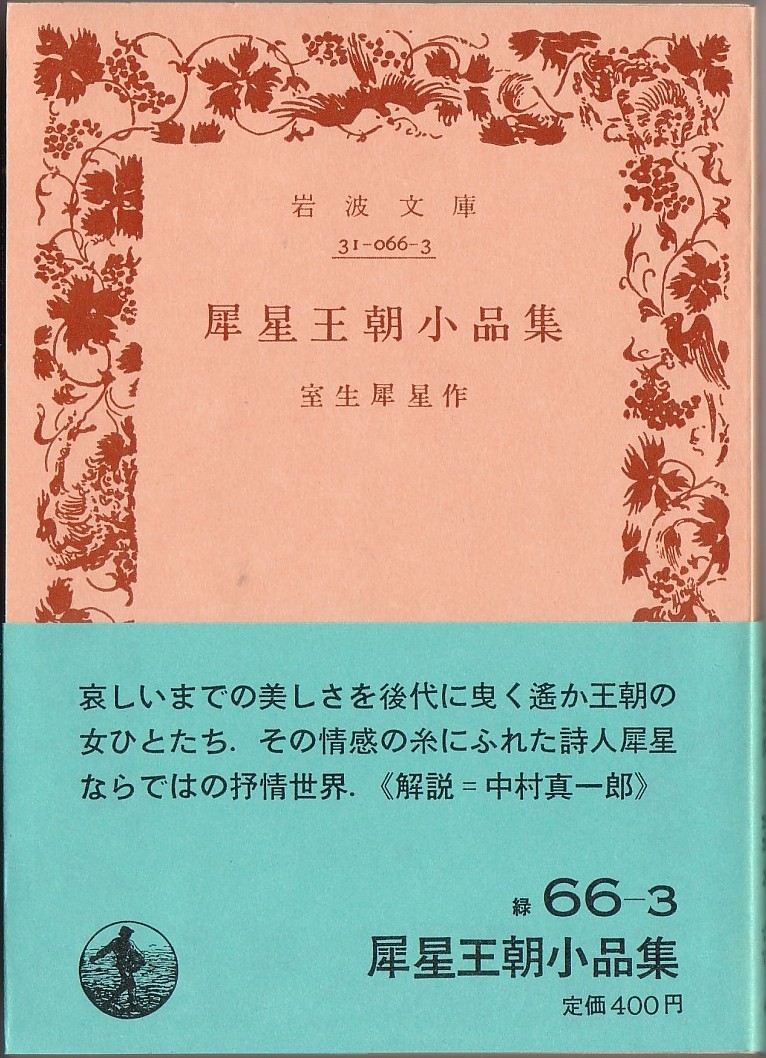 岩波文庫
31-066-3
犀星王朝小品集
室生犀星作
哀しいまでの美しさを後代に曳く遙か王朝の
女ひとたち．その情感の糸にふれた詩人犀星
ならではの抒情世界．《解説＝中村真一郎》
緑 66-3
犀星王朝小品集
定価400円